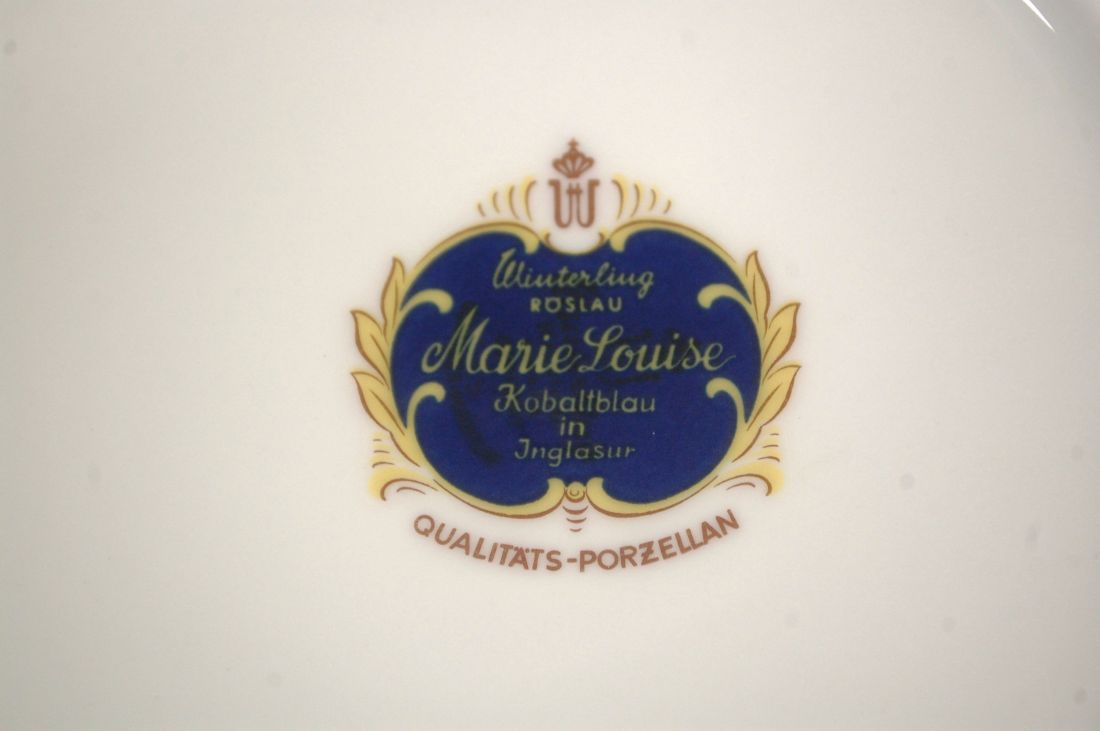 W
Winterling
RÖSLAU
Marie Louise
Kobaltblau
in
Inglasur
QUALITÄTS-PORZELLAN